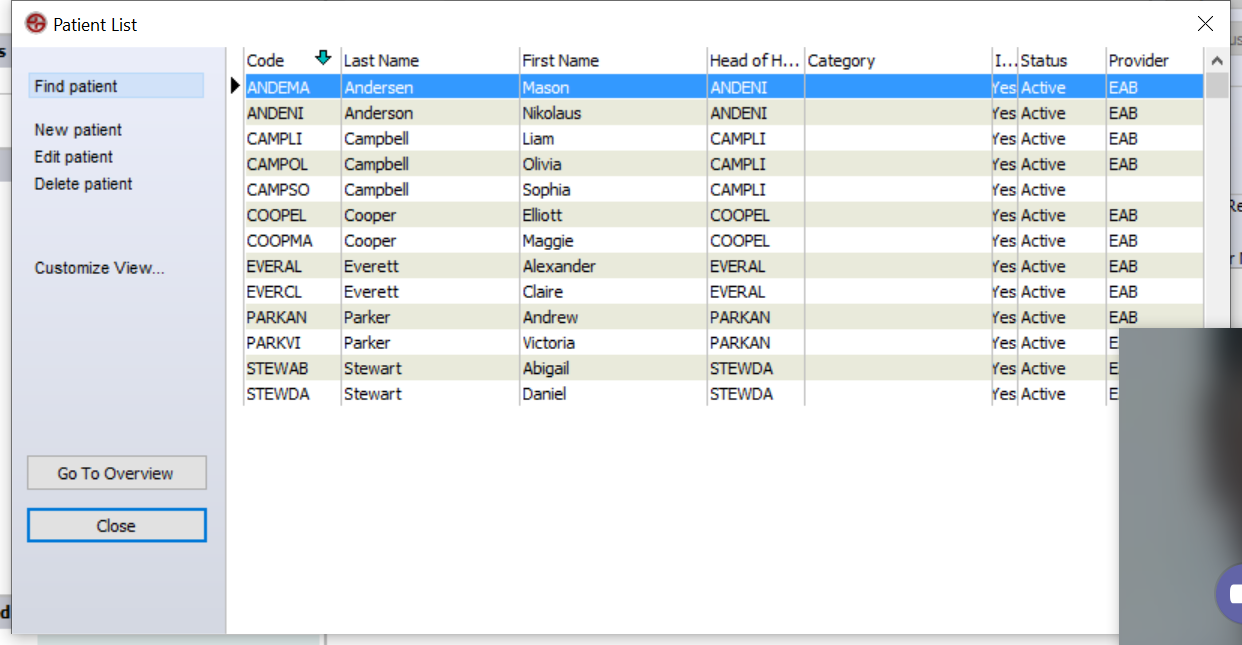 Patient List
Find patient
New patient
Edit patient
Delete patient
Customize View...
Go To Overview
Close
Code Last Name First Name Head of H... Category I... Status Provider
ANDEMA Andersen Mason ANDENI Yes Active EAB
ANDENI Anderson Nikolaus ANDENI Yes Active EAB
CAMPLI Campbell Liam CAMPLI Yes Active EAB
CAMPOL Campbell Olivia CAMPLI Yes Active EAB
CAMPSO Campbell Sophia CAMPLI Yes Active
COOPEL Cooper Elliott COOPEL Yes Active EAB
COOPMA Cooper Maggie COOPEL Yes Active EAB
EVERAL Everett Alexander EVERAL Yes Active EAB
EVERCL Everett Claire EVERAL Yes Active EAB
PARKAN Parker Andrew PARKAN Yes Active EAB
PARKVI Parker Victoria PARKAN Yes Active E
STEWAB Stewart Abigail STEWDA Yes Active E
STEWDA Stewart Daniel STEWDA Yes Active E